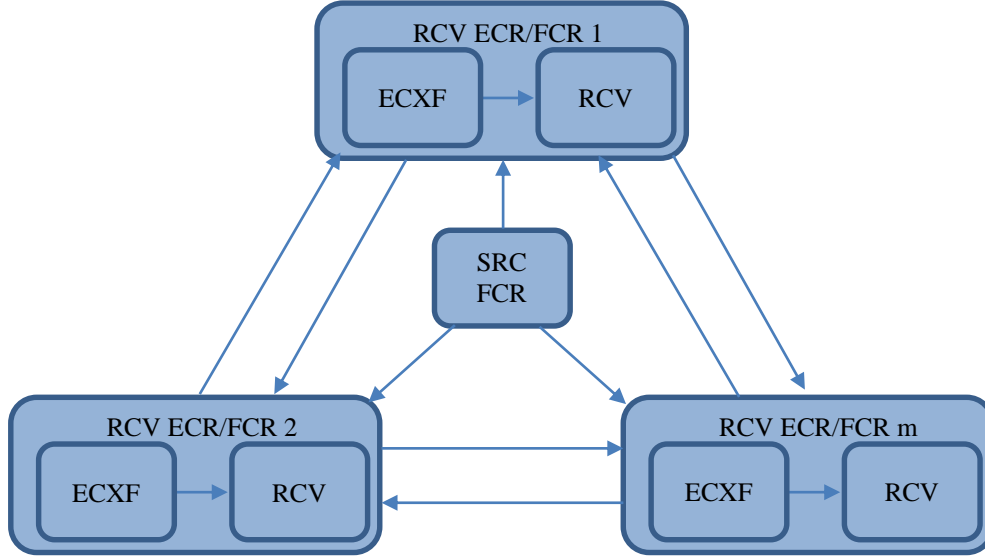 RCV ECR/FCR 1
ECXF
RCV
SRC
FCR
RCV ECR/FCR 2
ECXF
RCV
RCV ECR/FCR m
ECXF
RCV